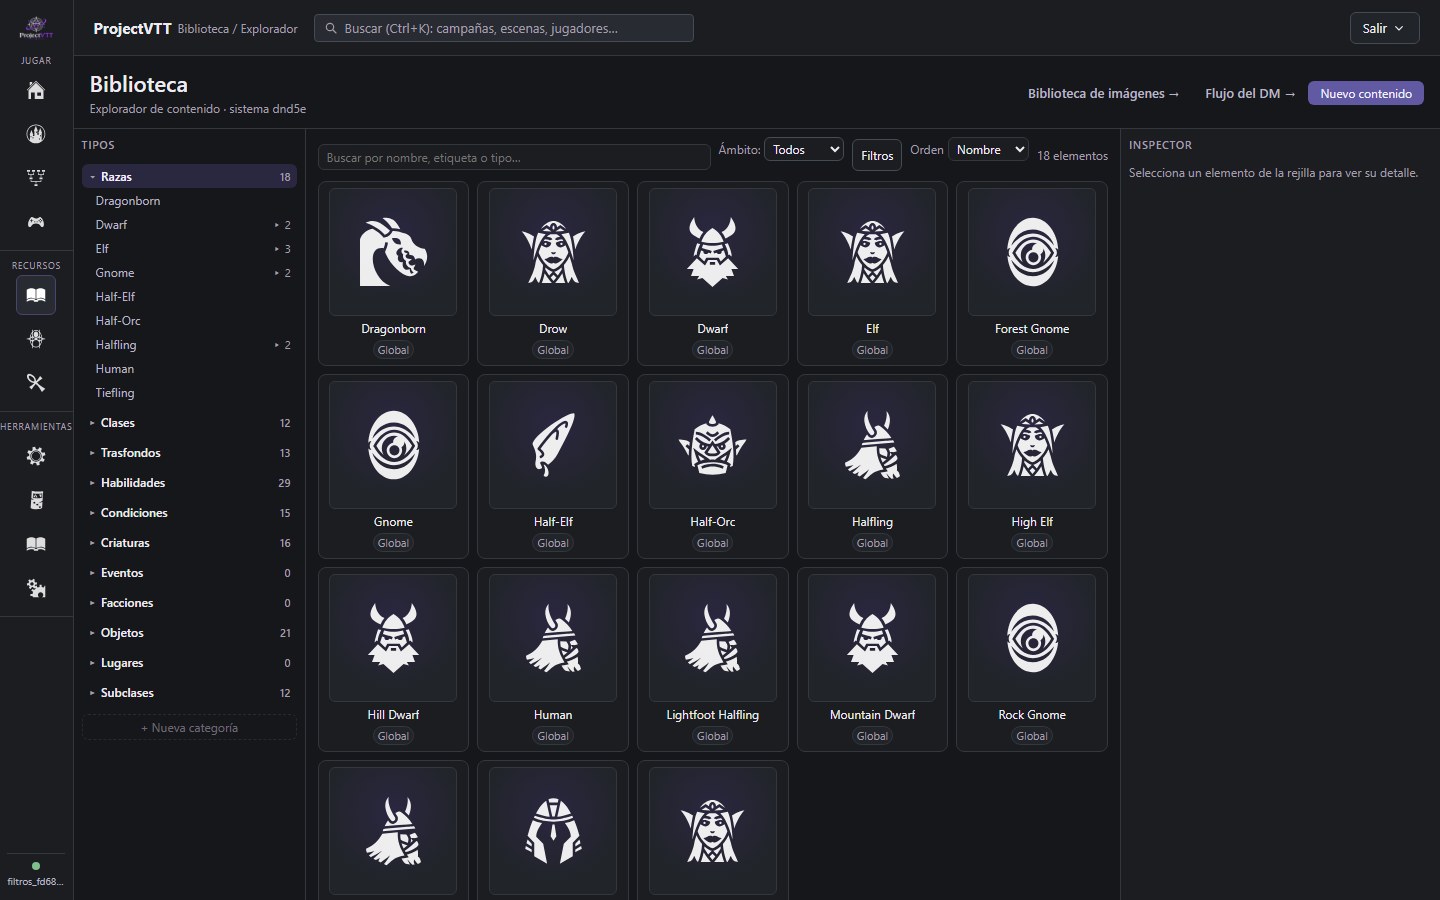 ProjectVTT
JUGAR
RECURSOS
HERRAMIENTAS
filtros_fd68...
ProjectVTT Biblioteca / Explorador
Buscar (Ctrl+K): campañas, escenas, jugadores...
Salir
Biblioteca
Explorador de contenido · sistema dnd5e
Biblioteca de imágenes →
Flujo del DM →
Nuevo contenido
TIPOS
Razas 18
Dragonborn
Dwarf 2
Elf 3
Gnome 2
Half-Elf
Half-Orc
Halfling 2
Human
Tiefling
Clases 12
Trasfondos 13
Habilidades 29
Condiciones 15
Criaturas 16
Eventos 0
Facciones 0
Objetos 21
Lugares 0
Subclases 12
+ Nueva categoría
Buscar por nombre, etiqueta o tipo...
Ámbito: Todos
Filtros
Orden Nombre
18 elementos
Dragonborn
Global
Drow
Global
Dwarf
Global
Elf
Global
Forest Gnome
Global
Gnome
Global
Half-Elf
Global
Half-Orc
Global
Halfling
Global
High Elf
Global
Hill Dwarf
Global
Human
Global
Lightfoot Halfling
Global
Mountain Dwarf
Global
Rock Gnome
Global
INSPECTOR
Selecciona un elemento de la rejilla para ver su detalle.